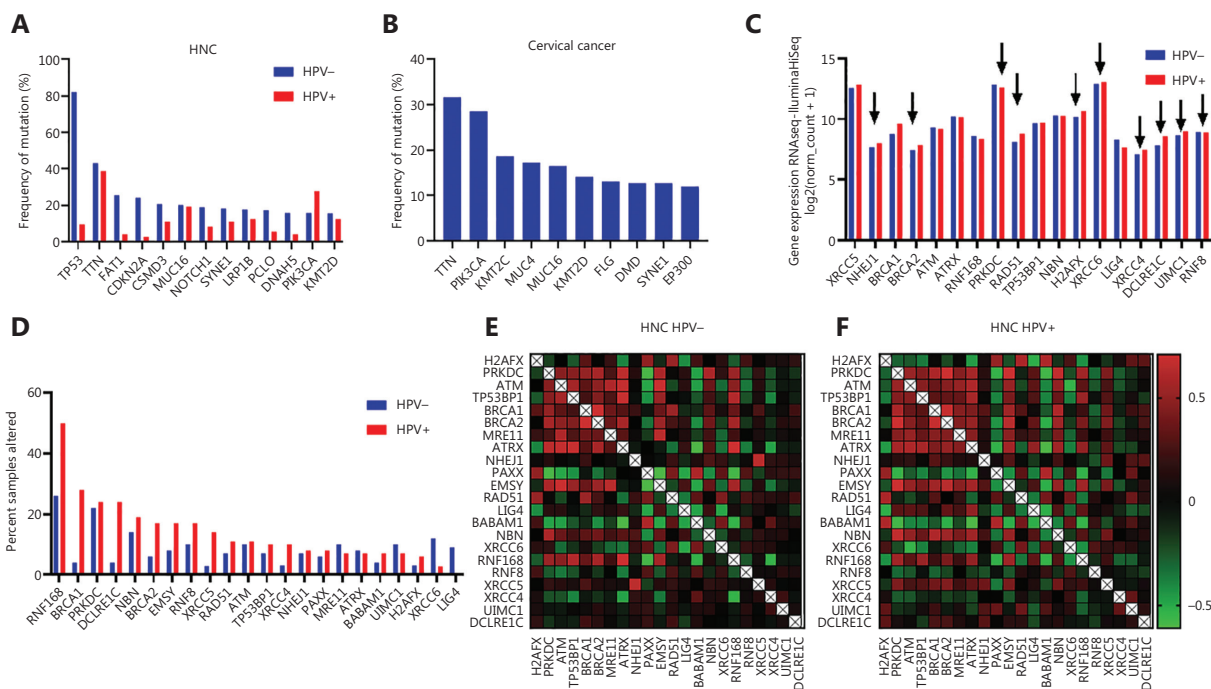 A
HNC
Frequency of mutation (%)
100
80
60
40
20
0
HPV–
HPV+
TP53
TTN
FAT1
CDKN2A
CSMD3
MUC16
NOTCH1
SYNE1
LRP1B
PCLO
DNAH5
PIK3CA
KMT2D
B
Cervical cancer
Frequency of mutation (%)
40
30
20
10
0
TTN
PIK3CA
KMT2C
MUC4
MUC16
KMT2D
FLG
DMD
SYNE1
EP300
C
Gene expression RNAseq-IlluminaHiSeq
log2(norm_count + 1)
15
10
5
0
HPV–
HPV+
XRCC5
NHEJ1
BRCA1
BRCA2
ATM
ATRX
RNF168
PRKDC
RAD51
TP53BP1
NBN
H2AFX
XRCC6
LIG4
XRCC4
DCLRE1C
UIMC1
RNF8
D
Percent samples altered
60
40
20
0
HPV–
HPV+
RNF168
BRCA1
PRKDC
DCLRE1C
NBN
BRCA2
EMSY
RNF8
XRCC5
RAD51
ATM
TP53BP1
XRCC4
NHEJ1
PAXX
MRE11
ATRX
BABAM1
UIMC1
H2AFX
XRCC6
LIG4
E
HNC HPV–
H2AFX
PRKDC
ATM
TP53BP1
BRCA1
BRCA2
MRE11
ATRX
NHEJ1
PAXX
EMSY
RAD51
LIG4
BABAM1
NBN
XRCC6
RNF168
RNF8
XRCC5
XRCC4
UIMC1
DCLRE1C
H2AFX
PRKDC
ATM
TP53BP1
BRCA1
BRCA2
MRE11
ATRX
NHEJ1
PAXX
EMSY
RAD51
LIG4
BABAM1
NBN
XRCC6
RNF168
RNF8
XRCC5
XRCC4
UIMC1
DCLRE1C
F
HNC HPV+
H2AFX
PRKDC
ATM
TP53BP1
BRCA1
BRCA2
MRE11
ATRX
NHEJ1
PAXX
EMSY
RAD51
LIG4
BABAM1
NBN
XRCC6
RNF168
RNF8
XRCC5
XRCC4
UIMC1
DCLRE1C
H2AFX
PRKDC
ATM
TP53BP1
BRCA1
BRCA2
MRE11
ATRX
NHEJ1
PAXX
EMSY
RAD51
LIG4
BABAM1
NBN
XRCC6
RNF168
RNF8
XRCC5
XRCC4
UIMC1
DCLRE1C
0.5
0
–0.5